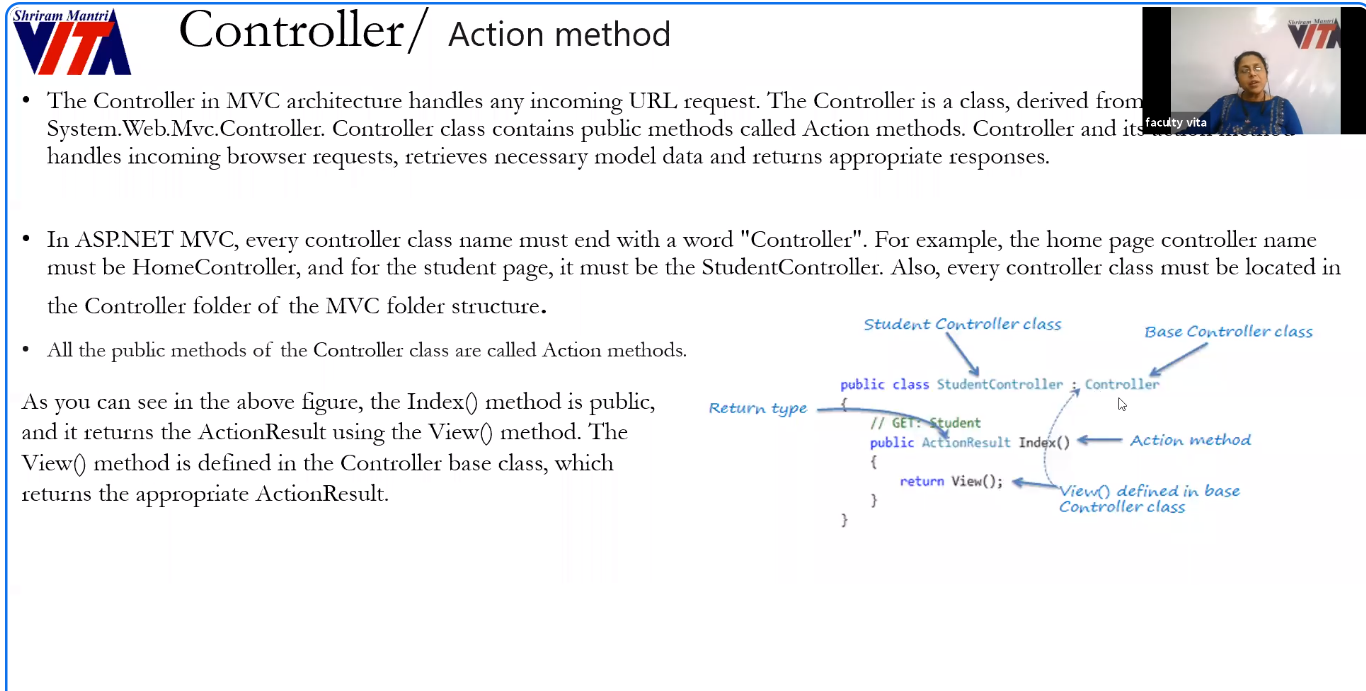 Shriram Mantri
VITA
Controller/ Action method
Shriram Mantri
VITA
faculty vita
• The Controller in MVC architecture handles any incoming URL request. The Controller is a class, derived from
System.Web.Mvc.Controller. Controller class contains public methods called Action methods. Controller and its action method
handles incoming browser requests, retrieves necessary model data and returns appropriate responses.
• In ASP.NET MVC, every controller class name must end with a word "Controller". For example, the home page controller name
must be HomeController, and for the student page, it must be the StudentController. Also, every controller class must be located in
the Controller folder of the MVC folder structure.
• All the public methods of the Controller class are called Action methods.
As you can see in the above figure, the Index() method is public,
and it returns the ActionResult using the View() method. The
View() method is defined in the Controller base class, which
returns the appropriate ActionResult.
Student Controller class
Base Controller class
public class StudentController : Controller
{
Return type
// GET: Student
public ActionResult Index()
Action method
{
return View();
View() defined in base
Controller class
}
}